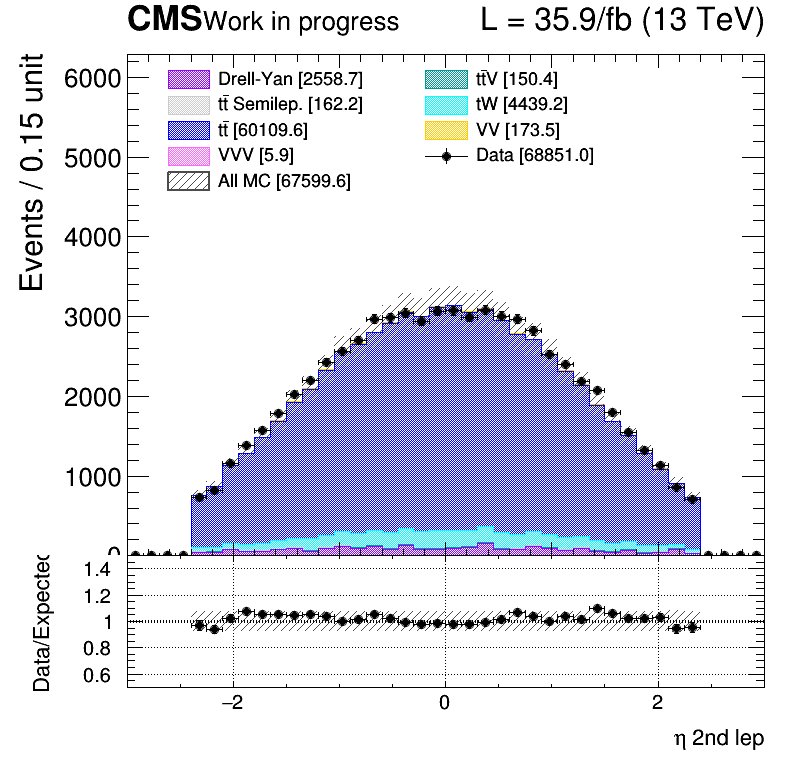 CMS Work in progress L = 35.9/fb (13 TeV)
Events / 0.15 unit
6000
5000
4000
3000
2000
1000
0
Drell-Yan [2558.7]
tt̄ Semilep. [162.2]
tt̄ [60109.6]
VVV [5.9]
All MC [67599.6]
tt̄V [150.4]
tW [4439.2]
VV [173.5]
Data [68851.0]
Data/Expected
1.4
1.2
1
0.8
0.6
−2 0 2
η 2nd lep